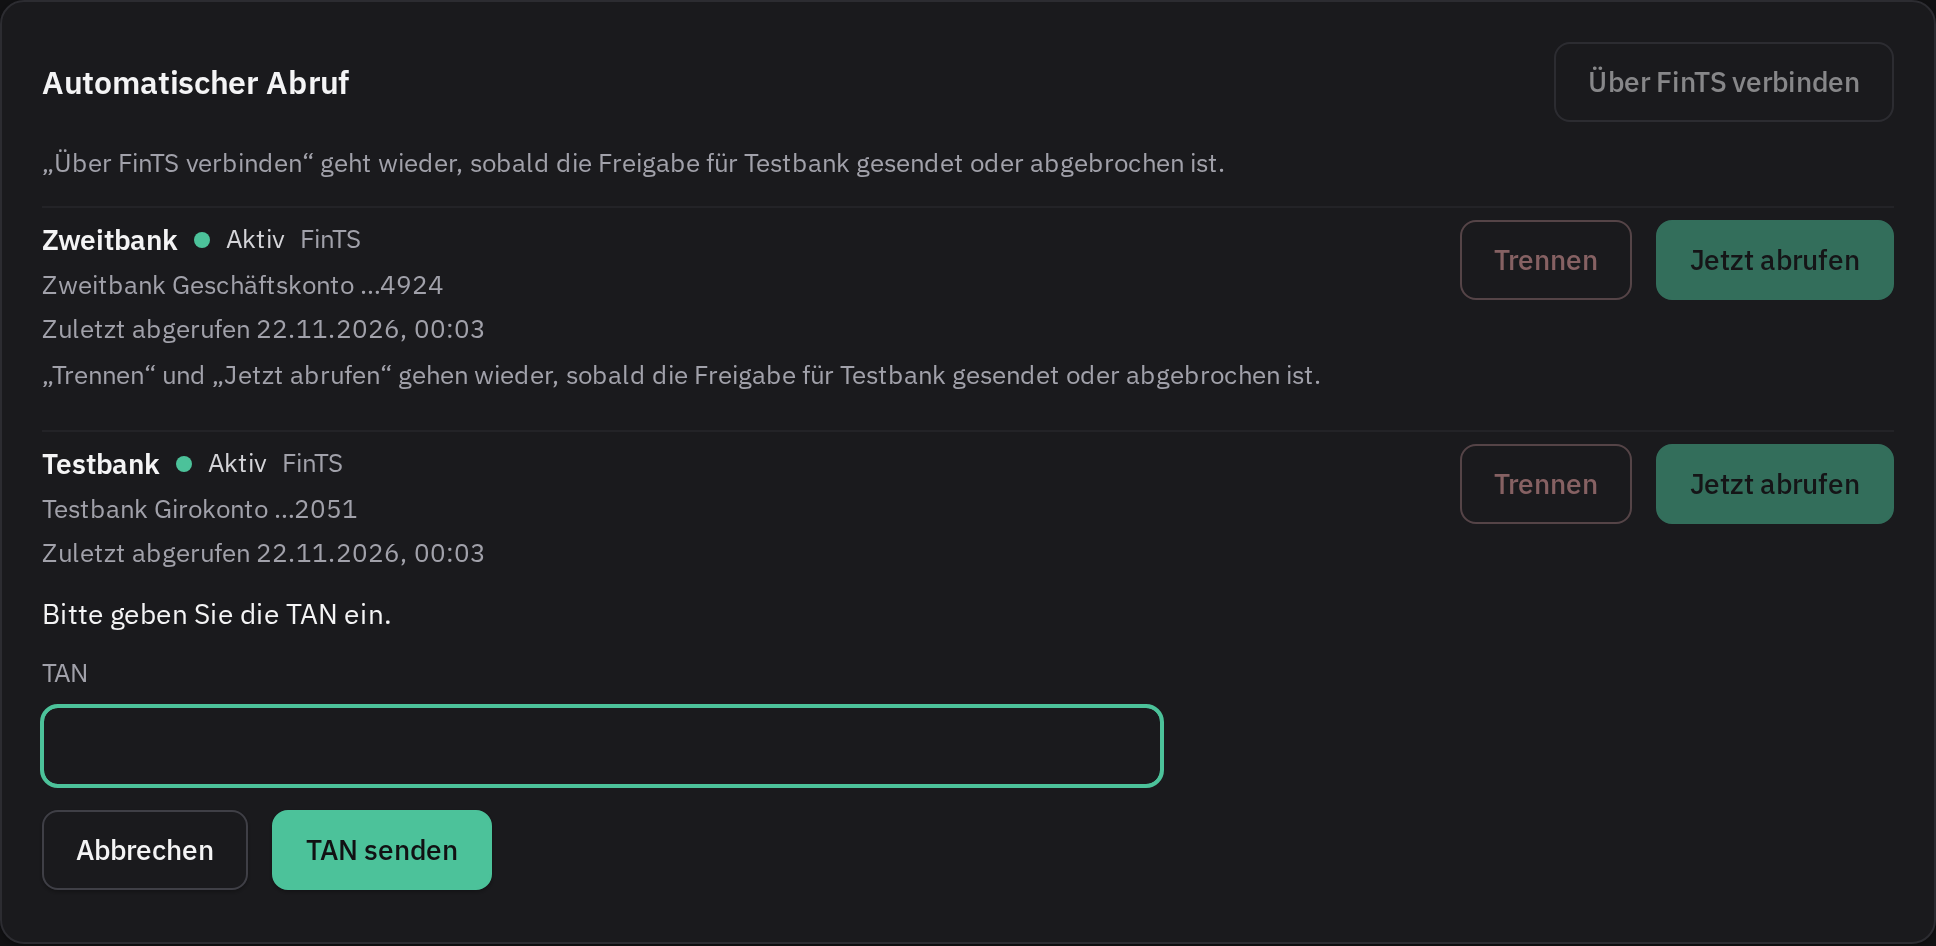 Automatischer Abruf
Über FinTS verbinden
„Über FinTS verbinden“ geht wieder, sobald die Freigabe für Testbank gesendet oder abgebrochen ist.
Zweitbank Aktiv FinTS
Trennen
Jetzt abrufen
Zweitbank Geschäftskonto …4924
Zuletzt abgerufen 22.11.2026, 00:03
„Trennen“ und „Jetzt abrufen“ gehen wieder, sobald die Freigabe für Testbank gesendet oder abgebrochen ist.
Testbank Aktiv FinTS
Trennen
Jetzt abrufen
Testbank Girokonto …2051
Zuletzt abgerufen 22.11.2026, 00:03
Bitte geben Sie die TAN ein.
TAN
Abbrechen
TAN senden